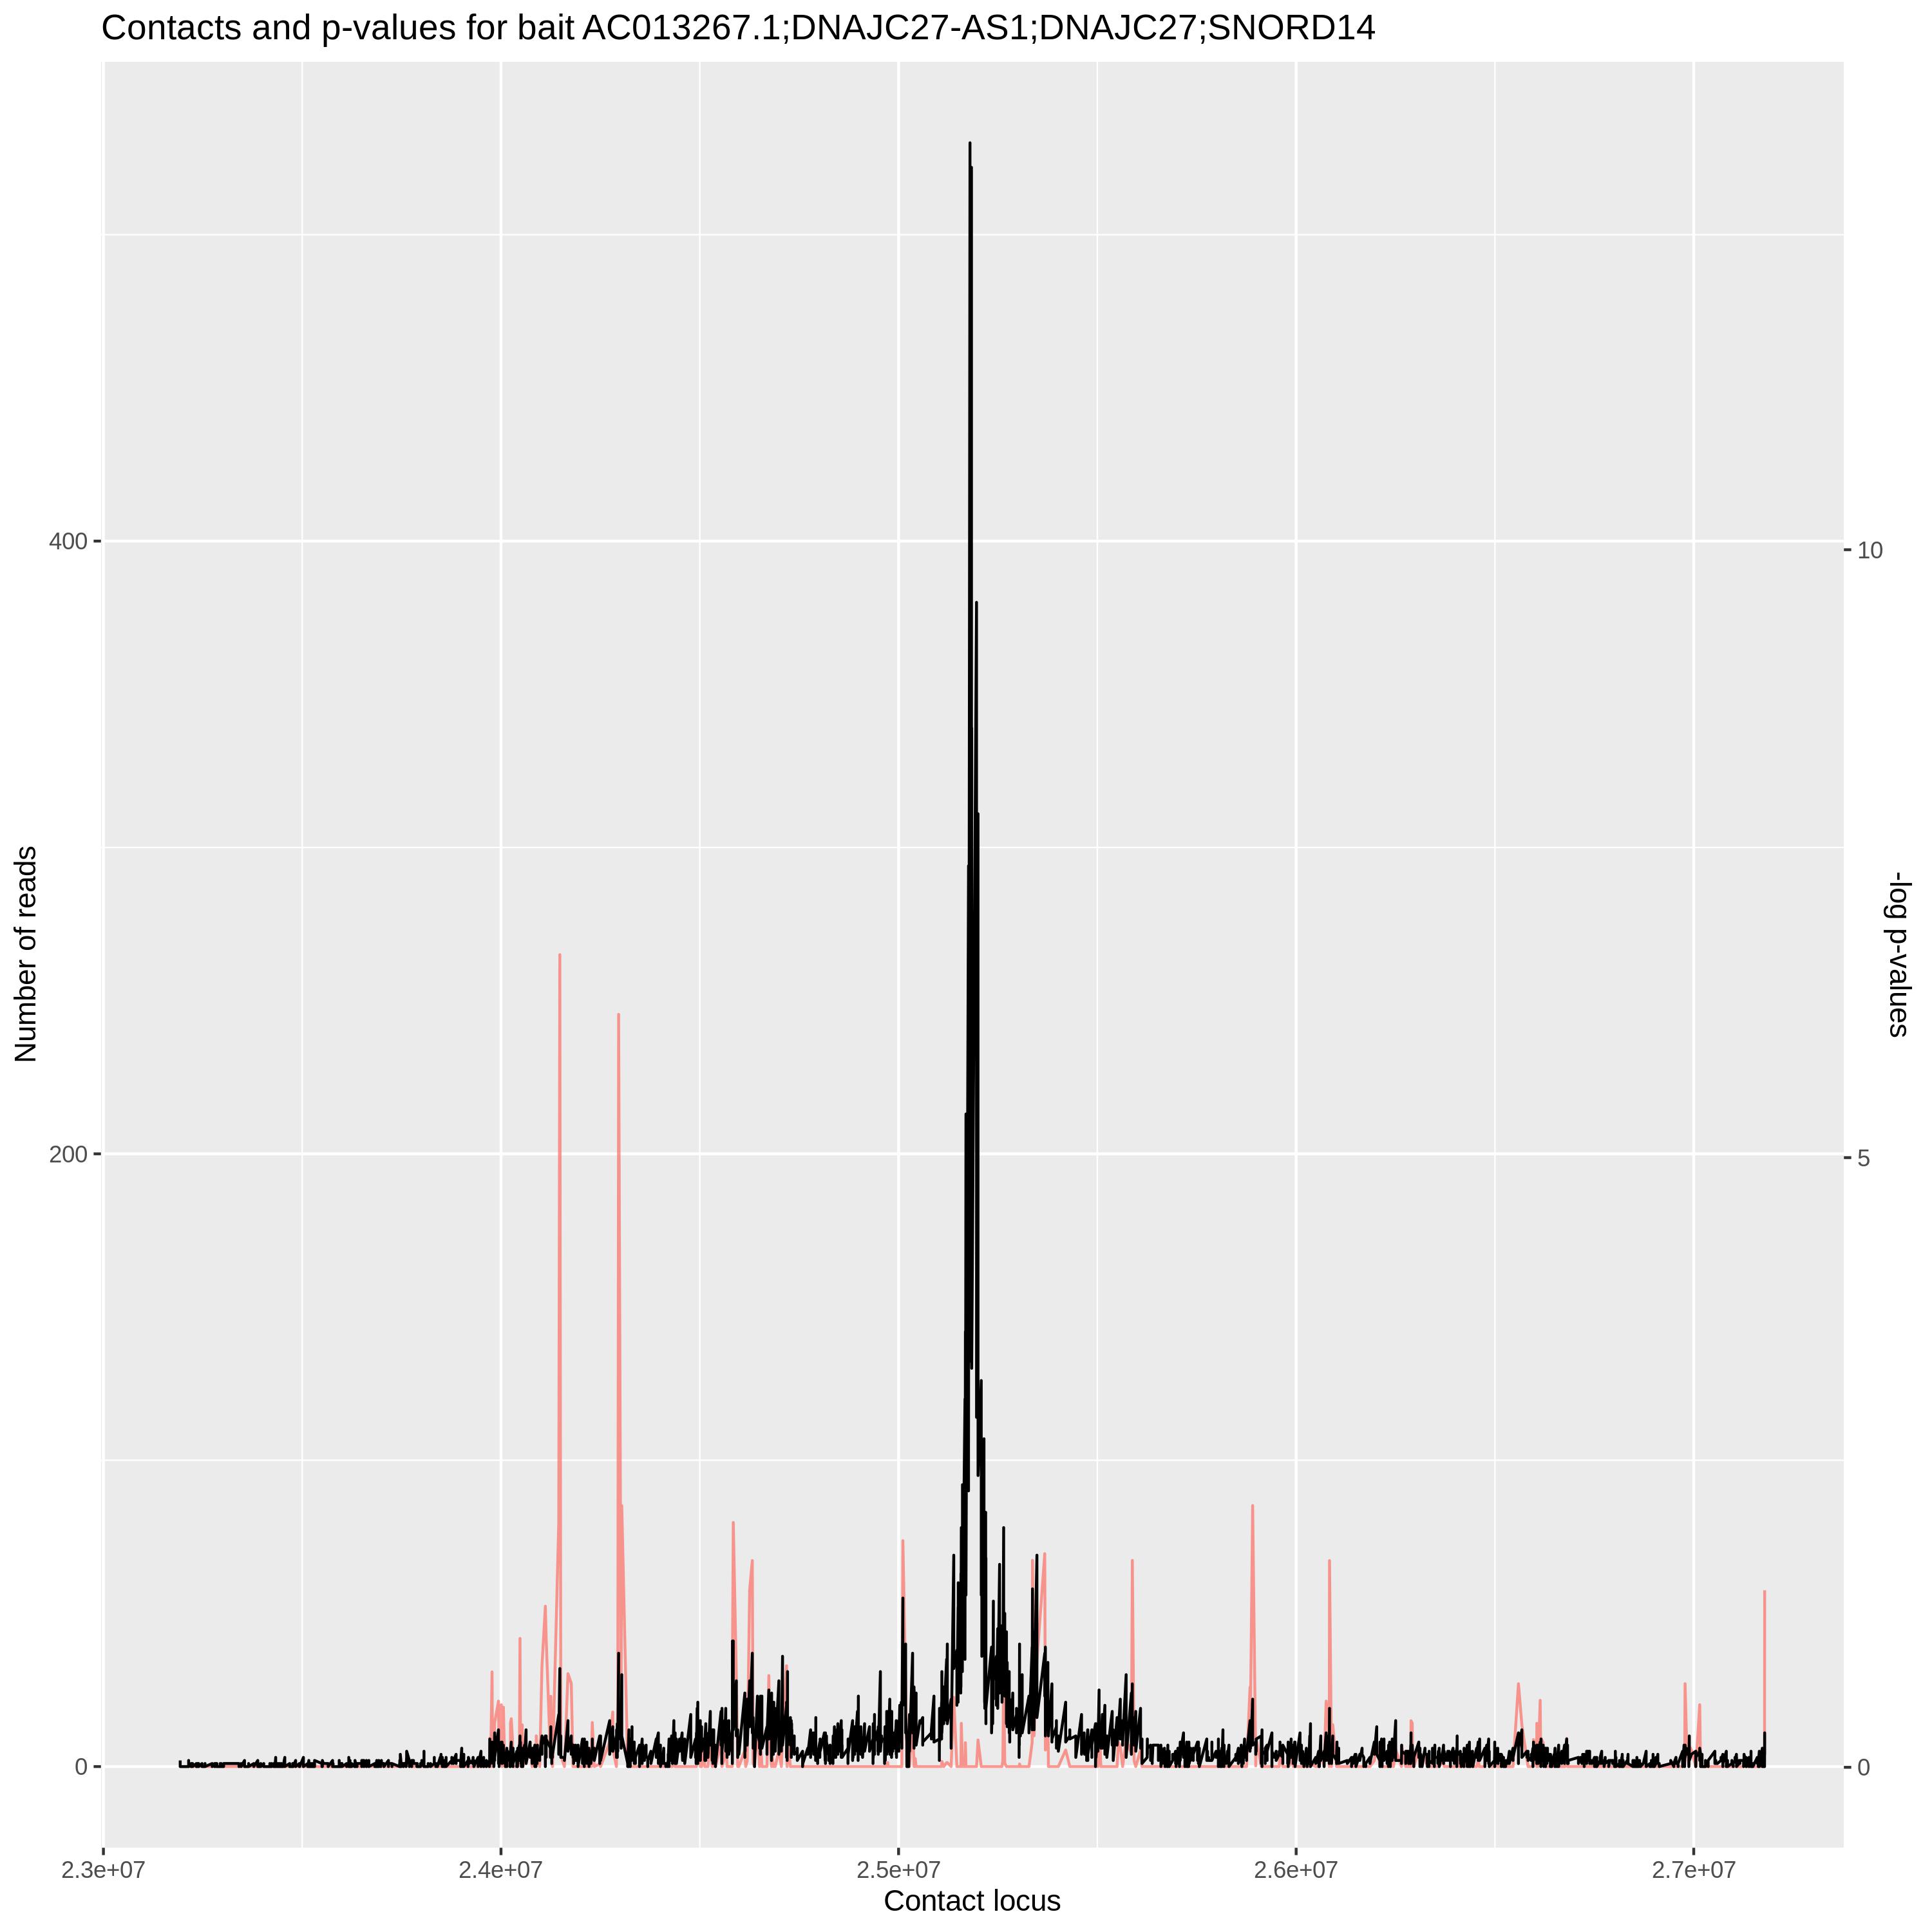 Contacts and p-values for bait AC013267.1;DNAJC27-AS1;DNAJC27;SNORD14
400
200
0
Number of reads
10
5
0
-log p-values
2.3e+07
2.4e+07
2.5e+07
2.6e+07
2.7e+07
Contact locus